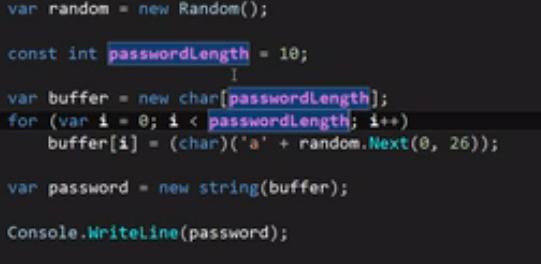 var random = new Random();
const int passwordLength = 10;
var buffer = new char[passwordLength];
for (var i = 0; i < passwordLength; i++)
buffer[i] = (char)('a' + random.Next(0, 26));
var password = new string(buffer);
Console.WriteLine(password);